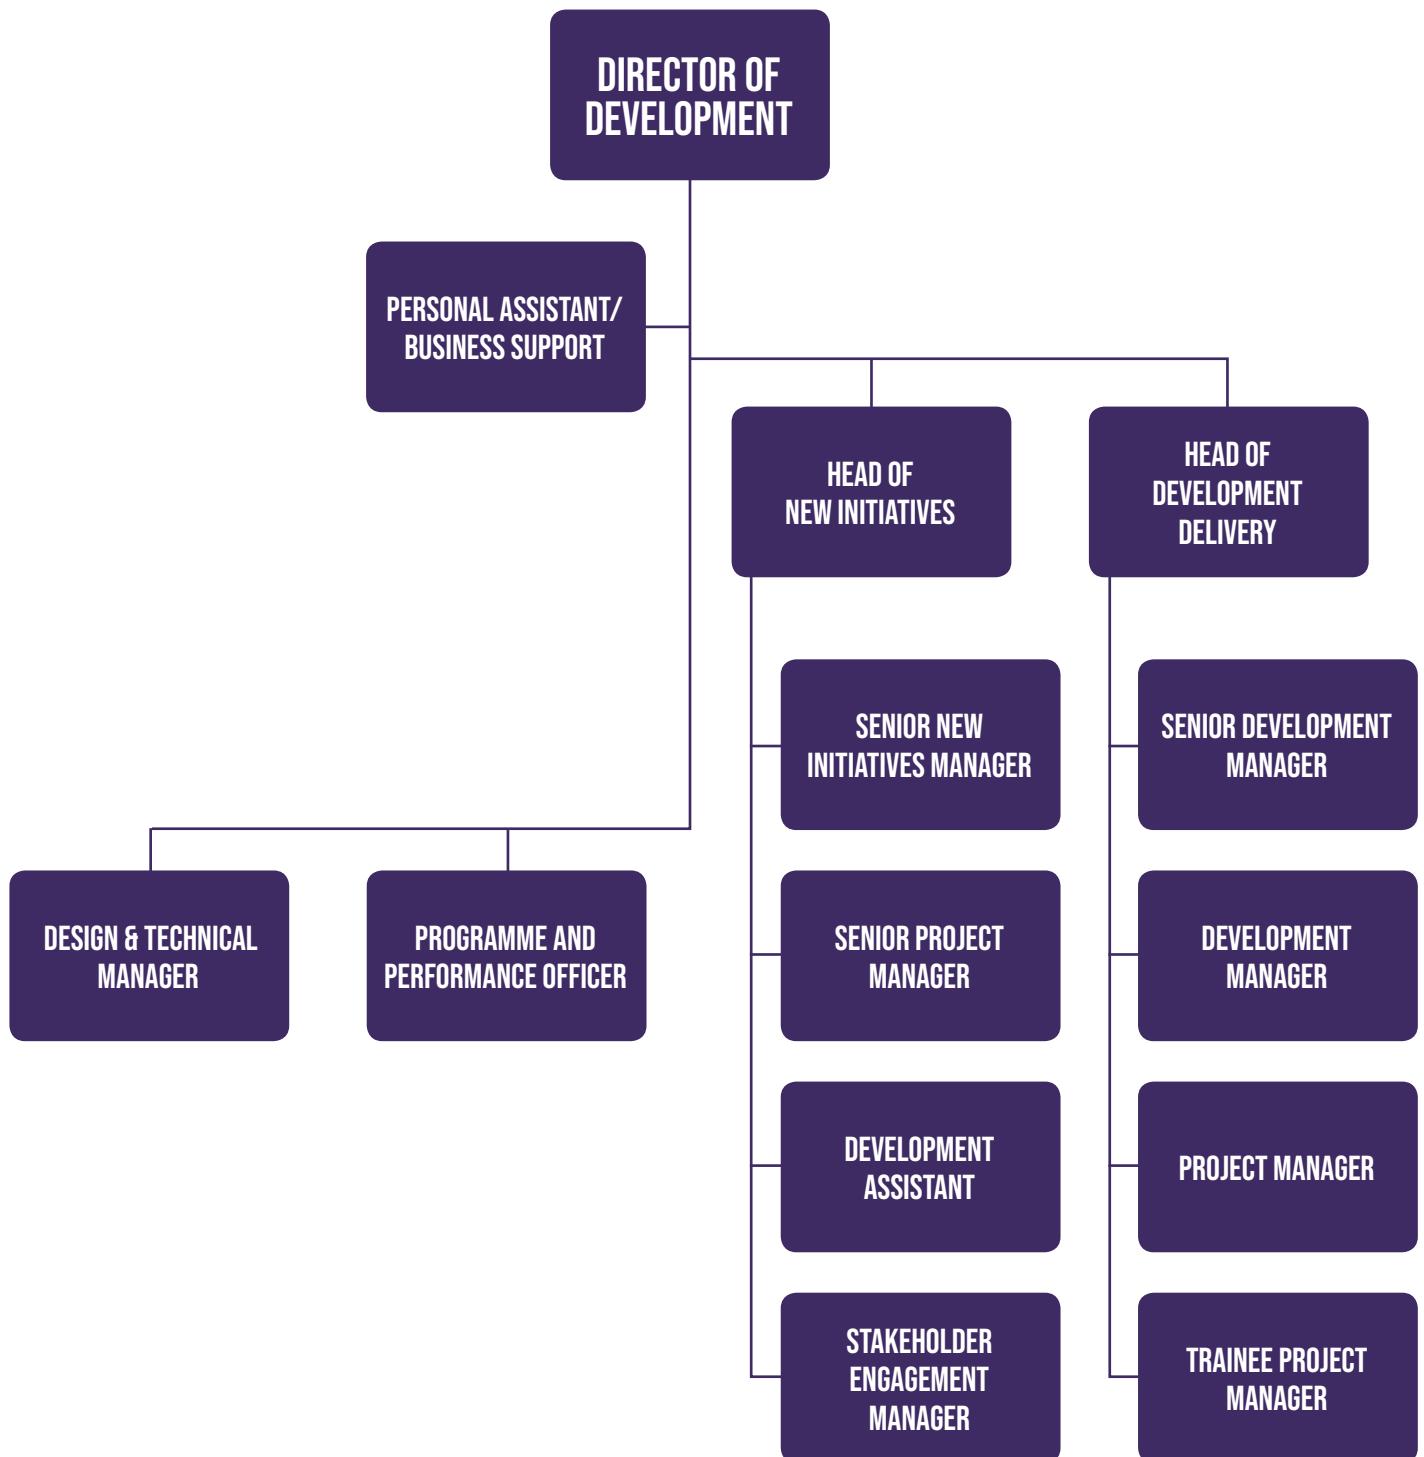 DIRECTOR OF
DEVELOPMENT
PERSONAL ASSISTANT/
BUSINESS SUPPORT
HEAD OF
NEW INITIATIVES
HEAD OF
DEVELOPMENT
DELIVERY
SENIOR NEW
INITIATIVES MANAGER
SENIOR DEVELOPMENT
MANAGER
DESIGN & TECHNICAL
MANAGER
PROGRAMME AND
PERFORMANCE OFFICER
SENIOR PROJECT
MANAGER
DEVELOPMENT
MANAGER
DEVELOPMENT
ASSISTANT
PROJECT MANAGER
STAKEHOLDER
ENGAGEMENT
MANAGER
TRAINEE PROJECT
MANAGER